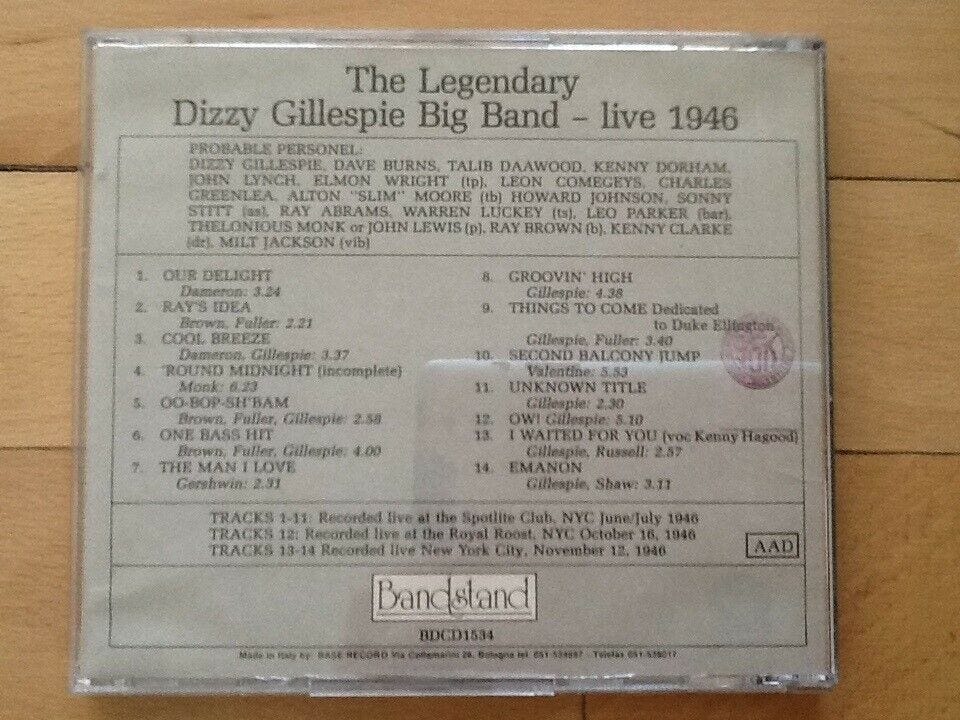 The Legendary
Dizzy Gillespie Big Band – live 1946
PROBABLE PERSONEL:
DIZZY GILLESPIE, DAVE BURNS, TALIB DAAWOOD, KENNY DORHAM,
JOHN LYNCH, ELMON WRIGHT (tp), LEON COMEGEYS, CHARLES
GREENLEA, ALTON "SLIM" MOORE (tb) HOWARD JOHNSON, SONNY
STITT (as), RAY ABRAMS, WARREN LUCKEY (ts), LEO PARKER (bar),
THELONIOUS MONK or JOHN LEWIS (p), RAY BROWN (b), KENNY CLARKE
(dr), MILT JACKSON (vib)
1. OUR DELIGHT
Dameron: 3.24
2. RAY'S IDEA
Brown, Fuller: 2.21
3. COOL BREEZE
Dameron, Gillespie: 3.37
4. 'ROUND MIDNIGHT (incomplete)
Monk: 6.23
5. OO-BOP-SH'BAM
Brown, Fuller, Gillespie: 2.58
6. ONE BASS HIT
Brown, Fuller, Gillespie: 4.00
7. THE MAN I LOVE
Gershwin: 2.31
8. GROOVIN' HIGH
Gillespie: 4.38
9. THINGS TO COME Dedicated
to Duke Ellington
Gillespie, Fuller: 3.40
10. SECOND BALCONY JUMP
Valentine: 5.53
11. UNKNOWN TITLE
Gillespie: 2.30
12. OW! Gillespie: 5.10
13. I WAITED FOR YOU (voc Kenny Hagood)
Gillespie, Russell: 2.57
14. EMANON
Gillespie, Shaw: 3.11
TRACKS 1-11: Recorded live at the Spotlite Club, NYC June/July 1946
TRACKS 12: Recorded live at the Royal Roost, NYC October 16, 1946
TRACKS 13-14 Recorded live New York City, November 12, 1946
AAD
Bandstand
BDCD1534
Made in Italy by: BASE RECORD Via Bologna tel. Telefax